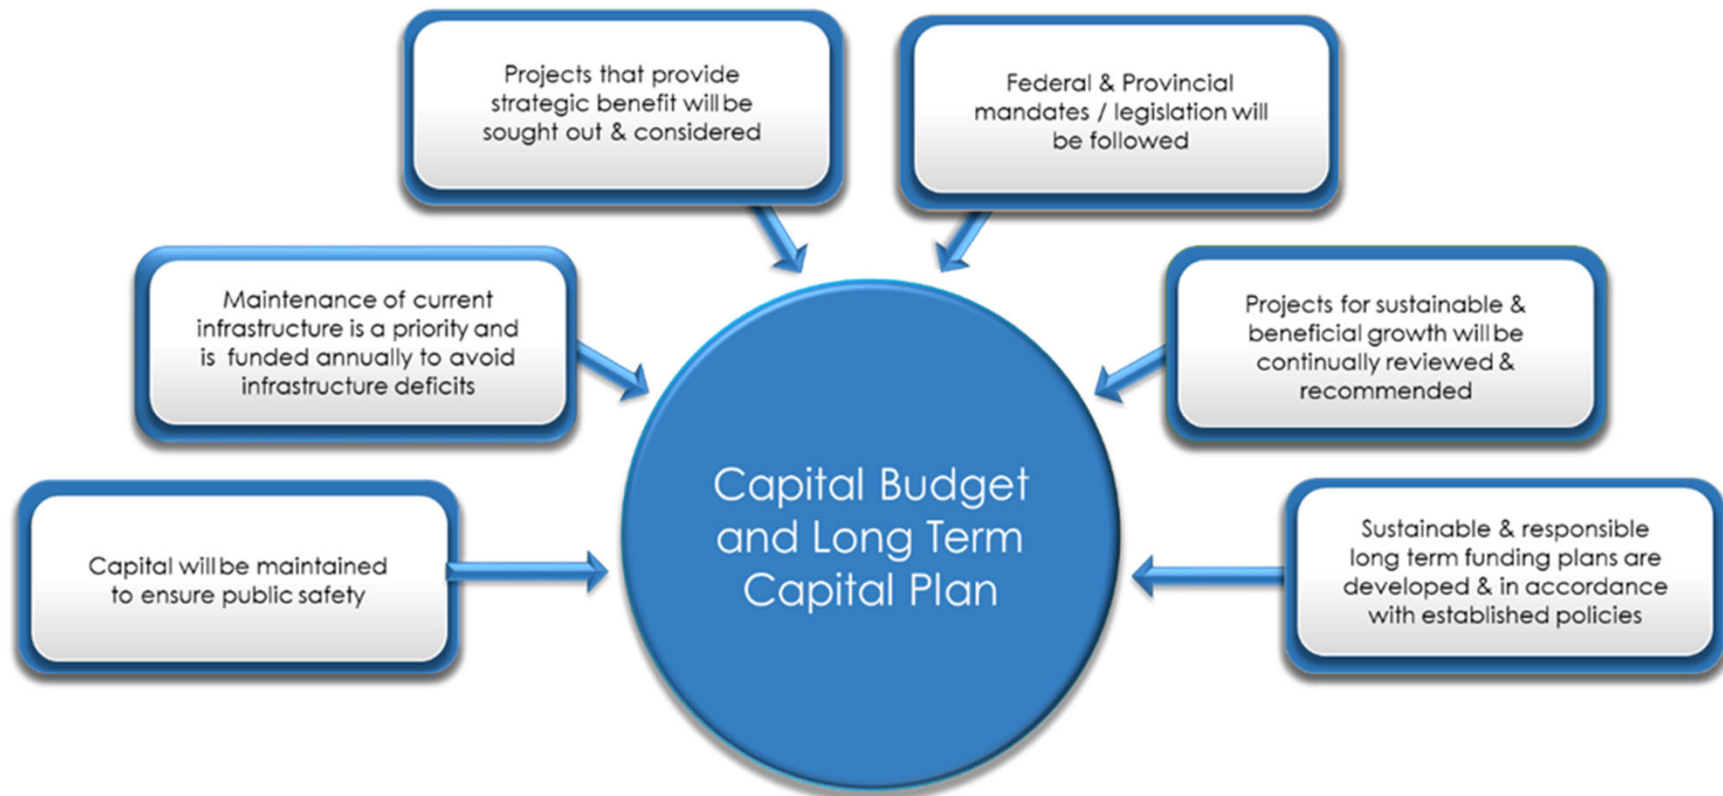 Projects that provide
strategic benefit will be
sought out & considered
Federal & Provincial
mandates / legislation will
be followed
Maintenance of current
infrastructure is a priority and
is funded annually to avoid
infrastructure deficits
Projects for sustainable &
beneficial growth will be
continually reviewed &
recommended
Capital will be maintained
to ensure public safety
Capital Budget
and Long Term
Capital Plan
Sustainable & responsible
long term funding plans are
developed & in accordance
with established policies